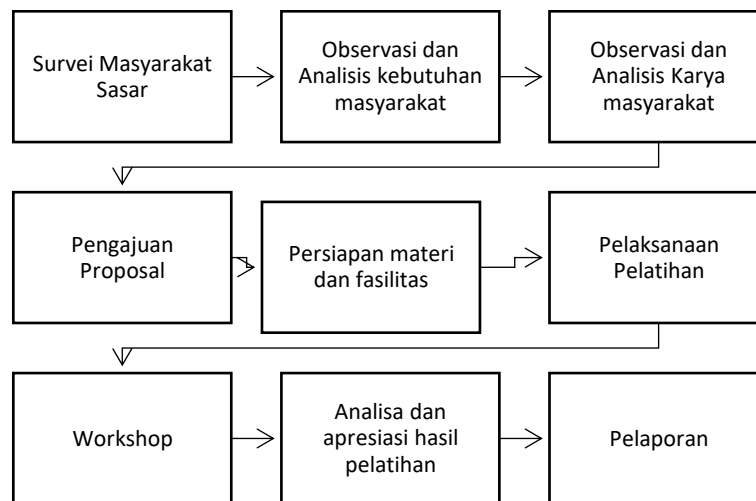 Survei Masyarakat
Sasar
Observasi dan
Analisis kebutuhan
masyarakat
Observasi dan
Analisis Karya
masyarakat
Pengajuan
Proposal
Persiapan materi
dan fasilitas
Pelaksanaan
Pelatihan
Workshop
Analisa dan
apresiasi hasil
pelatihan
Pelaporan